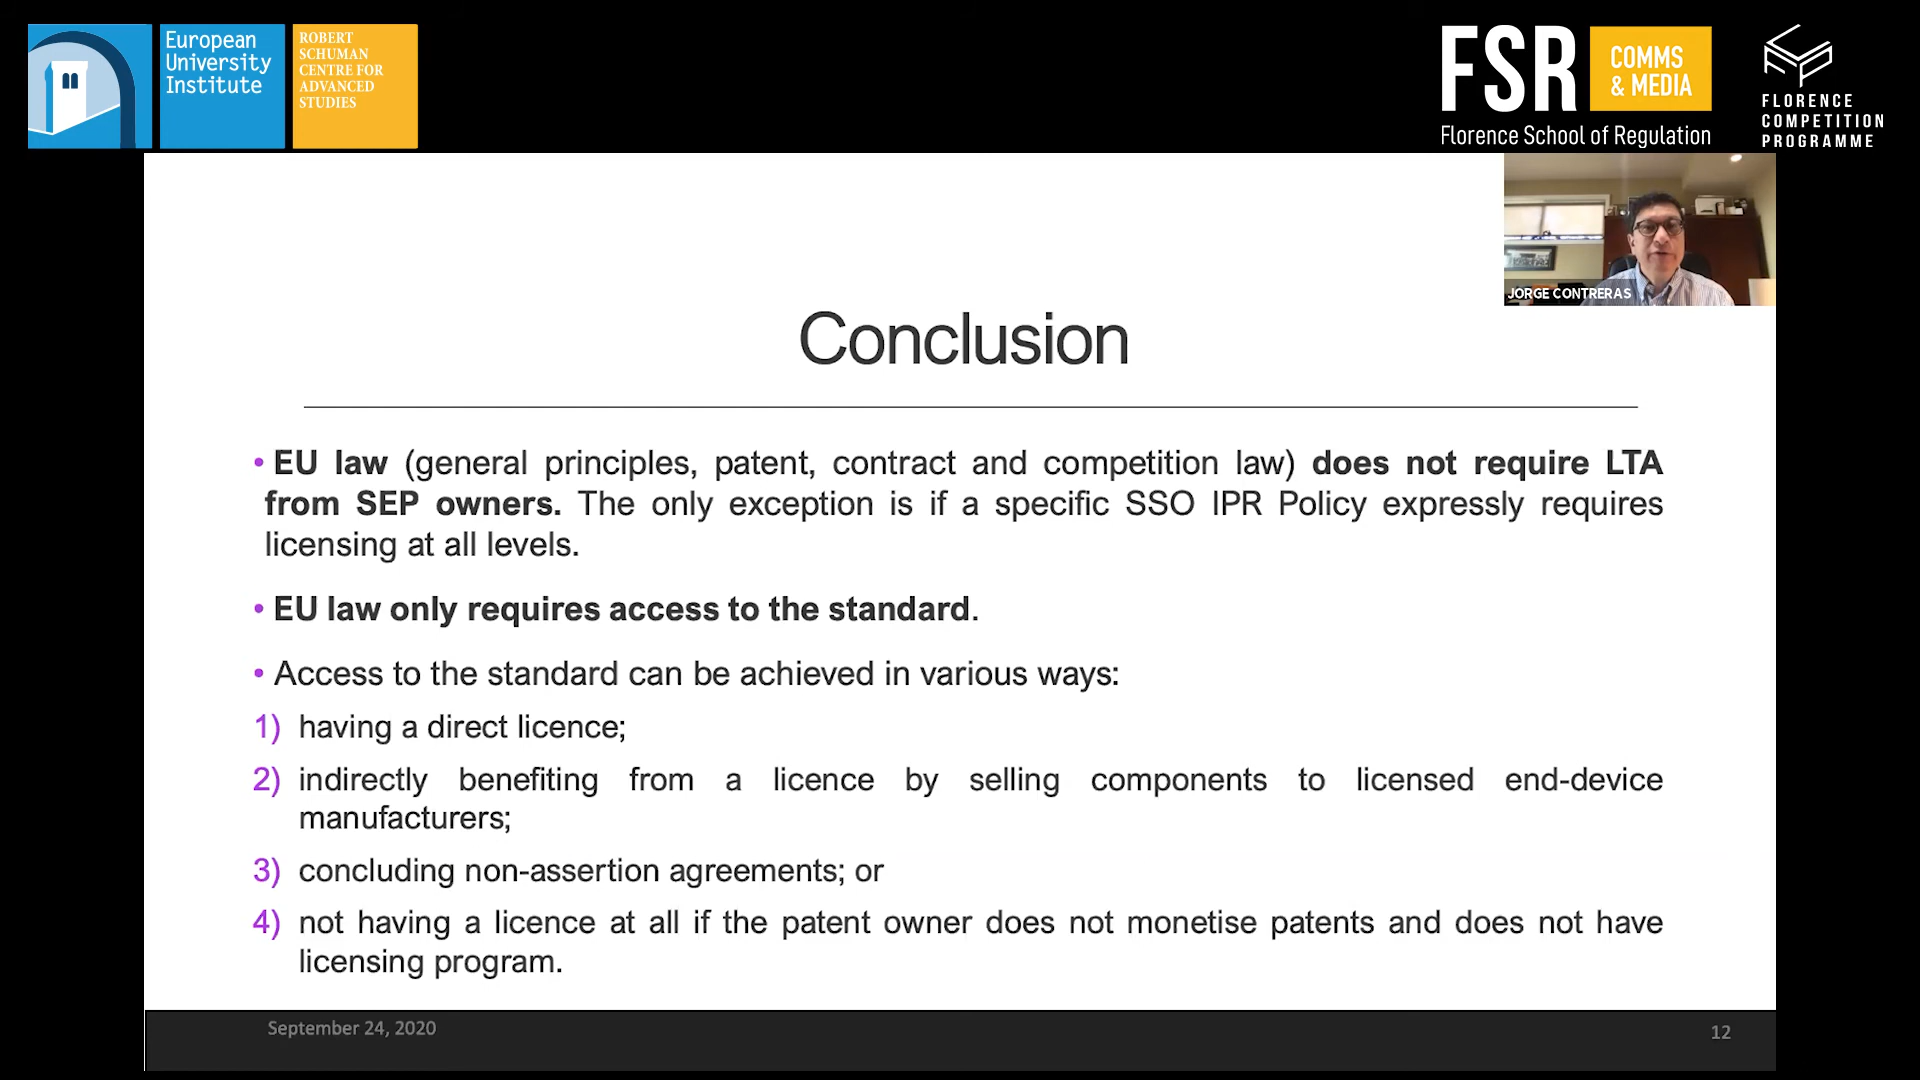 European
University
Institute
ROBERT
SCHUMAN
CENTRE FOR
ADVANCED
STUDIES
FSR
COMMS
& MEDIA
Florence School of Regulation
FLORENCE
COMPETITION
PROGRAMME
JORGE CONTRERAS
Conclusion
• EU law (general principles, patent, contract and competition law) does not require LTA
from SEP owners. The only exception is if a specific SSO IPR Policy expressly requires
licensing at all levels.
• EU law only requires access to the standard.
• Access to the standard can be achieved in various ways:
1) having a direct licence;
2) indirectly benefiting from a licence by selling components to licensed end-device
manufacturers;
3) concluding non-assertion agreements; or
4) not having a licence at all if the patent owner does not monetise patents and does not have
licensing program.
September 24, 2020
12